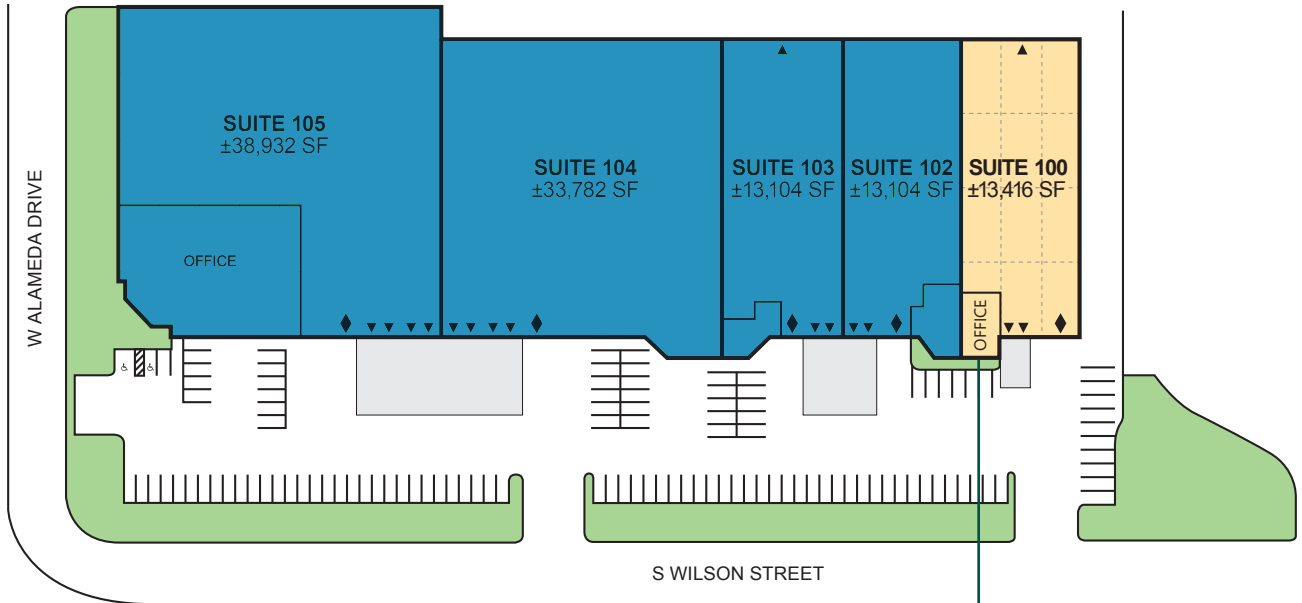 SUITE 105
±38,932 SF
SUITE 104
±33,782 SF
SUITE 103
±13,104 SF
SUITE 102
±13,104 SF
SUITE 100
±13,416 SF
OFFICE
OFFICE
W ALAMEDA DRIVE
S WILSON STREET